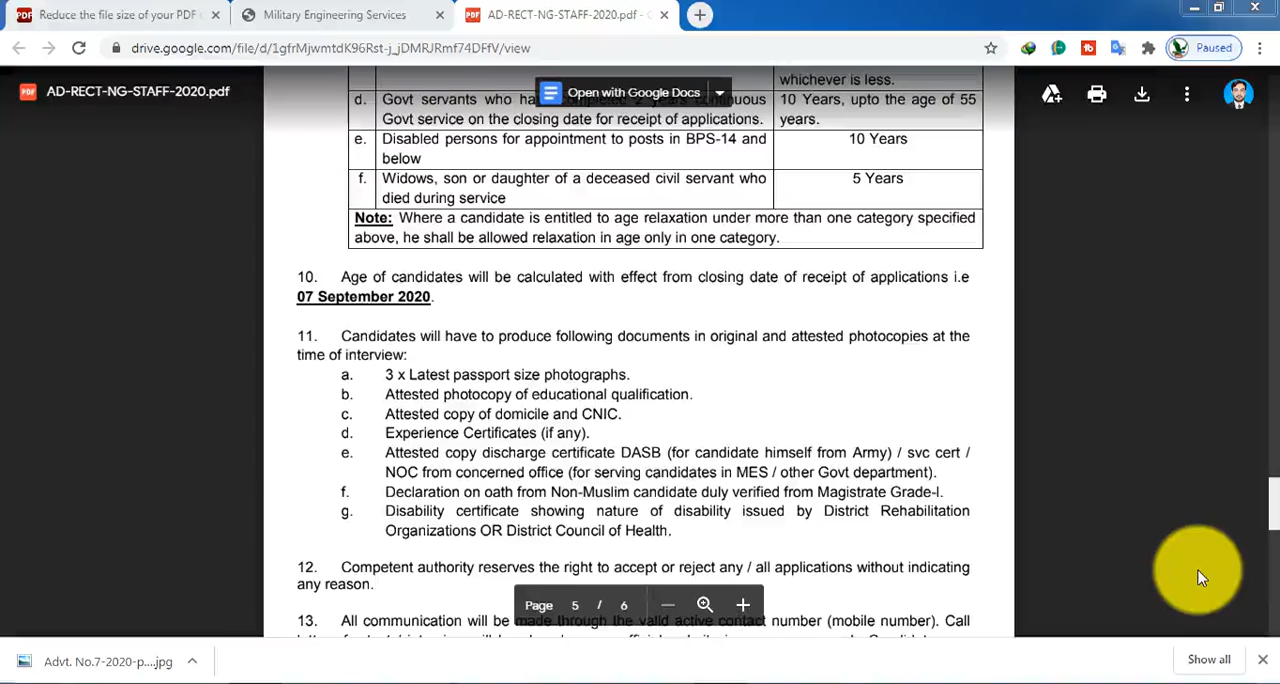 Reduce the file size of your PDF
Military Engineering Services
AD-RECT-NG-STAFF-2020.pdf -
drive.google.com/file/d/1gfrMjwmtdK96Rst-j_jDMRJRmf74DFfV/view
Paused
AD-RECT-NG-STAFF-2020.pdf
Open with Google Docs
whichever is less.
d. Govt servants who 2 years continuous
Govt service on the closing date for receipt of applications.
10 Years, upto the age of 55
years.
e. Disabled persons for appointment to posts in BPS-14 and
below
10 Years
f. Widows, son or daughter of a deceased civil servant who
died during service
5 Years
Note: Where a candidate is entitled to age relaxation under more than one category specified
above, he shall be allowed relaxation in age only in one category.
10. Age of candidates will be calculated with effect from closing date of receipt of applications i.e
07 September 2020.
11. Candidates will have to produce following documents in original and attested photocopies at the
time of interview:
a. 3 x Latest passport size photographs.
b. Attested photocopy of educational qualification.
c. Attested copy of domicile and CNIC.
d. Experience Certificates (if any).
e. Attested copy discharge certificate DASB (for candidate himself from Army) / svc cert /
NOC from concerned office (for serving candidates in MES / other Govt department).
f. Declaration on oath from Non-Muslim candidate duly verified from Magistrate Grade-I.
g. Disability certificate showing nature of disability issued by District Rehabilitation
Organizations OR District Council of Health.
12. Competent authority reserves the right to accept or reject any / all applications without indicating
any reason.
Page 5 / 6
13. All communication will be made through the valid active contact number (mobile number). Call
Advt. No.7-2020-p....jpg
Show all